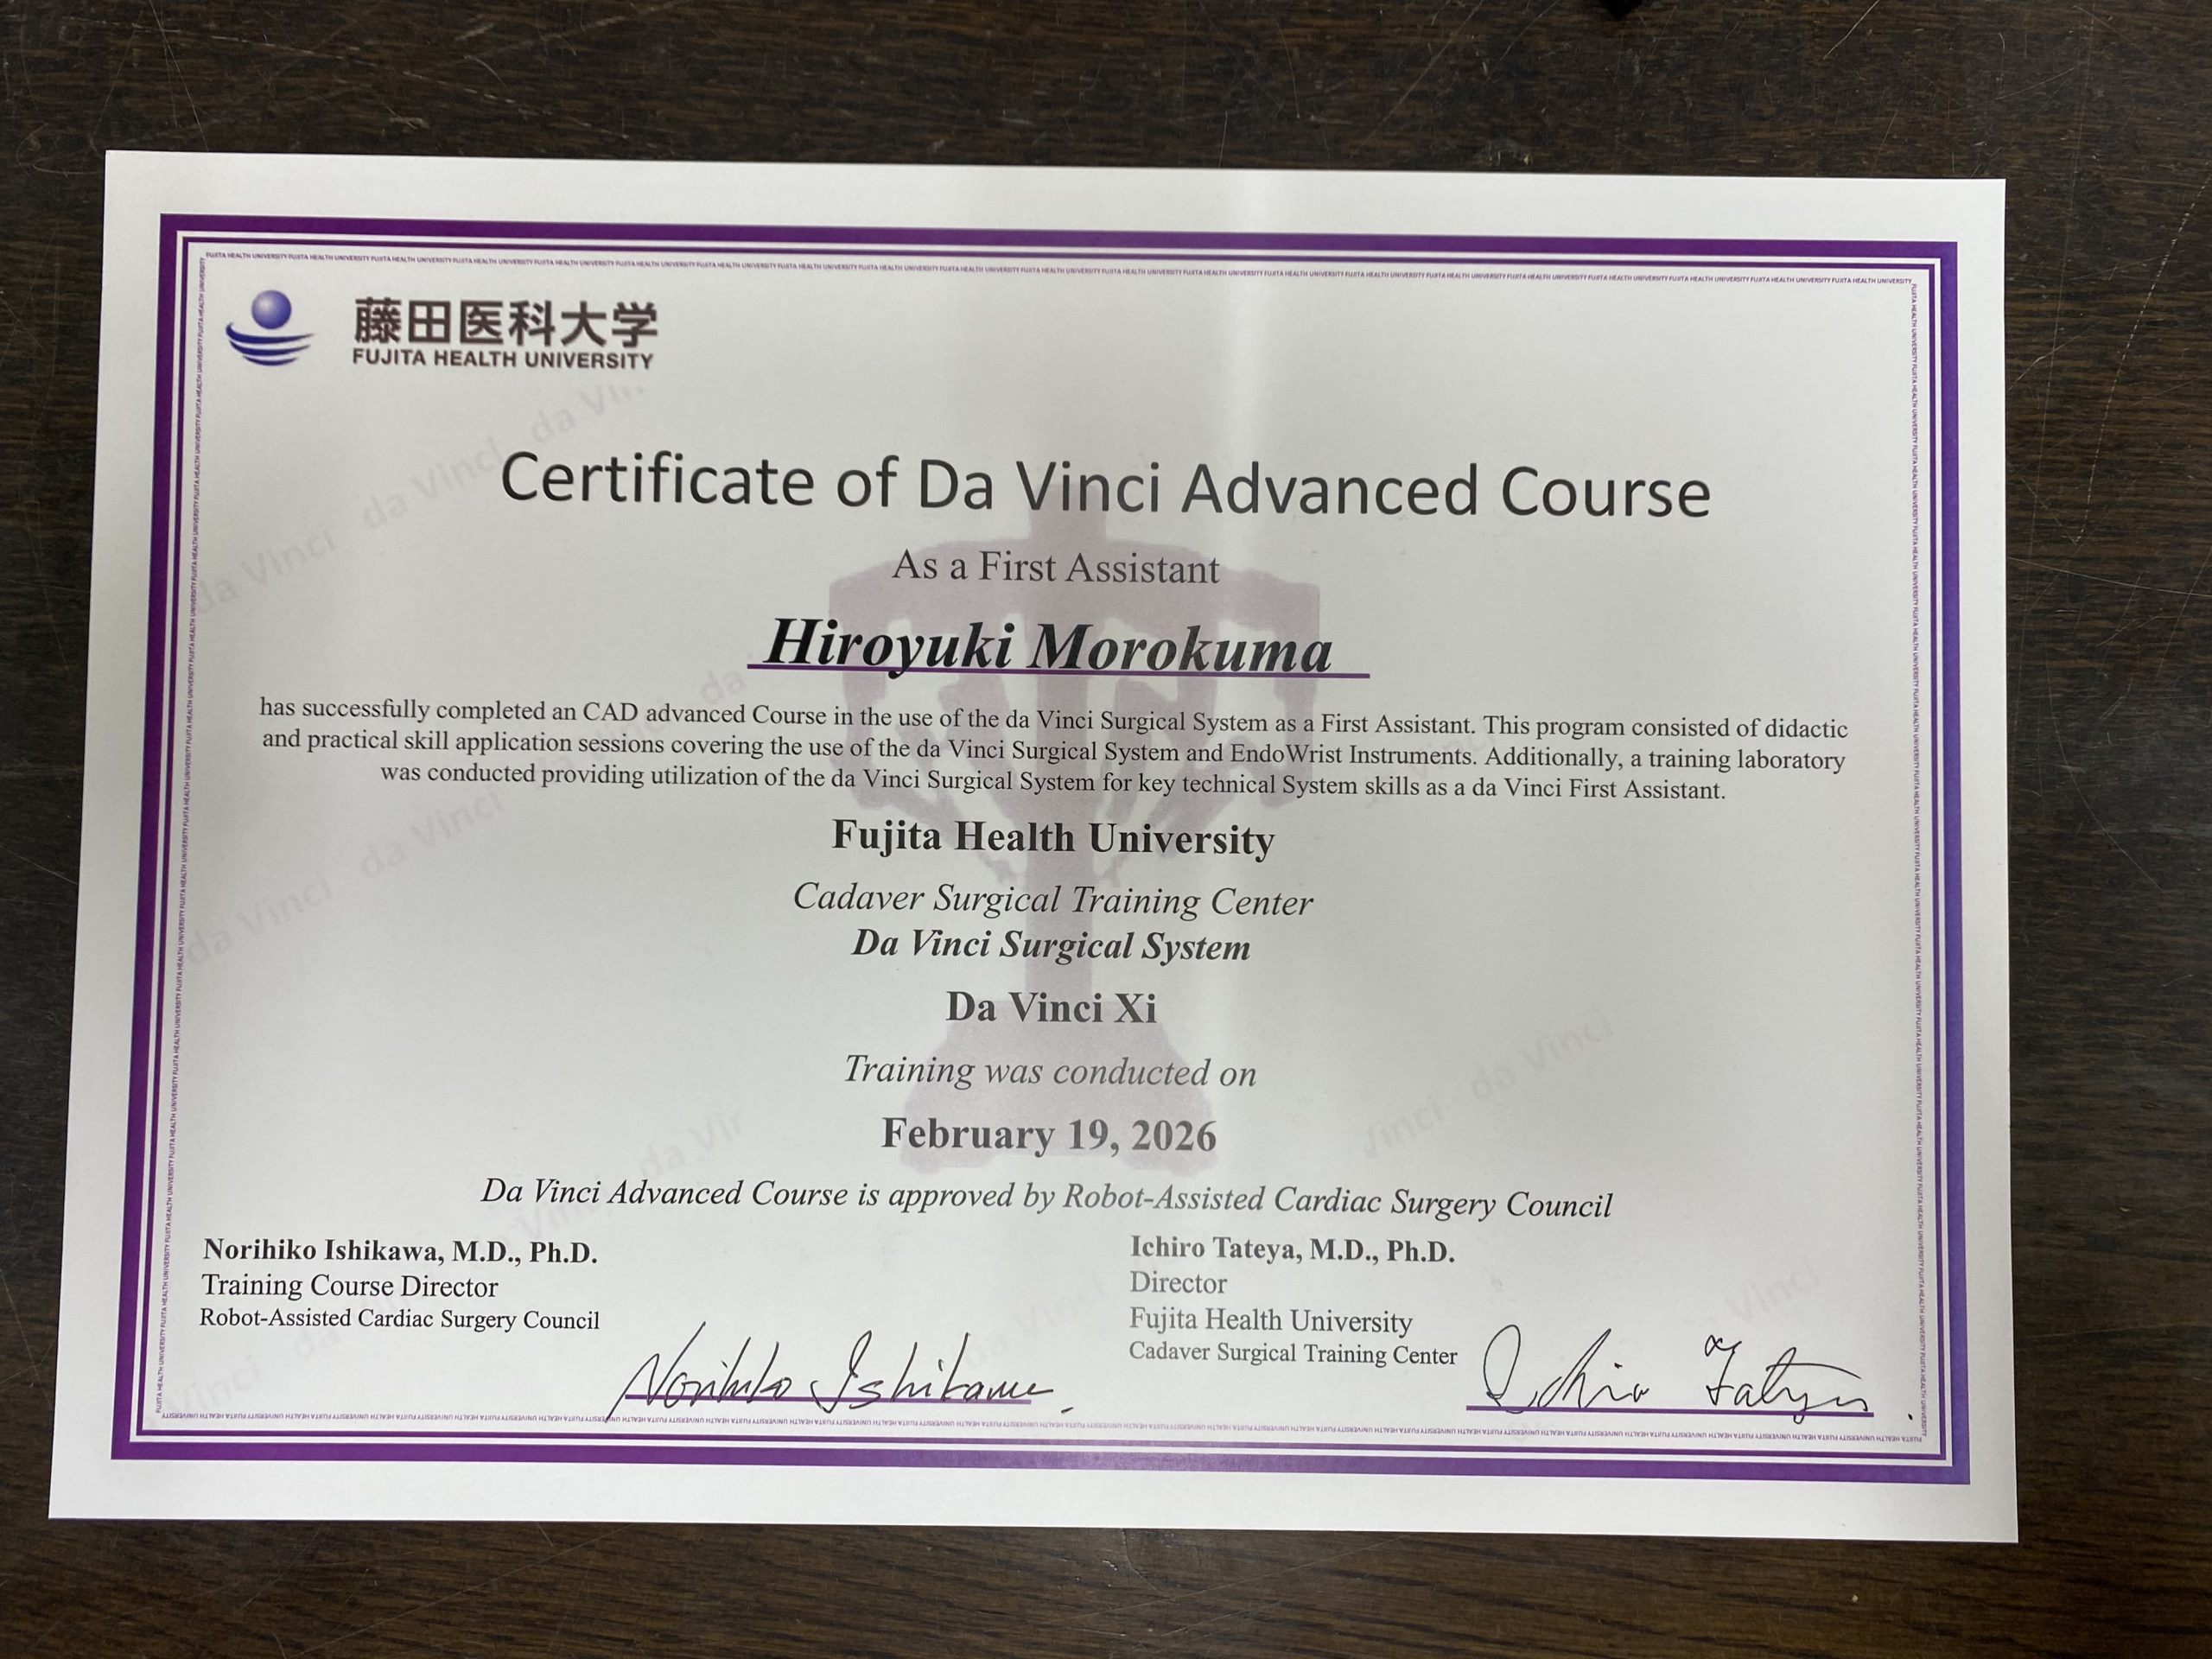 藤田医科大学
FUJITA HEALTH UNIVERSITY
Certificate of Da Vinci Advanced Course
As a First Assistant
Hiroyuki Morokuma
has successfully completed an CAD advanced Course in the use of the da Vinci Surgical System as a First Assistant. This program consisted of didactic
and practical skill application sessions covering the use of the da Vinci Surgical System and EndoWrist Instruments. Additionally, a training laboratory
was conducted providing utilization of the da Vinci Surgical System for key technical System skills as a da Vinci First Assistant.
Fujita Health University
Cadaver Surgical Training Center
Da Vinci Surgical System
Da Vinci Xi
Training was conducted on
February 19, 2026
Da Vinci Advanced Course is approved by Robot-Assisted Cardiac Surgery Council
Norihiko Ishikawa, M.D., Ph.D.
Training Course Director
Robot-Assisted Cardiac Surgery Council
Norihiko Ishikawa
Ichiro Tateya, M.D., Ph.D.
Director
Fujita Health University
Cadaver Surgical Training Center
Ichiro Tateya